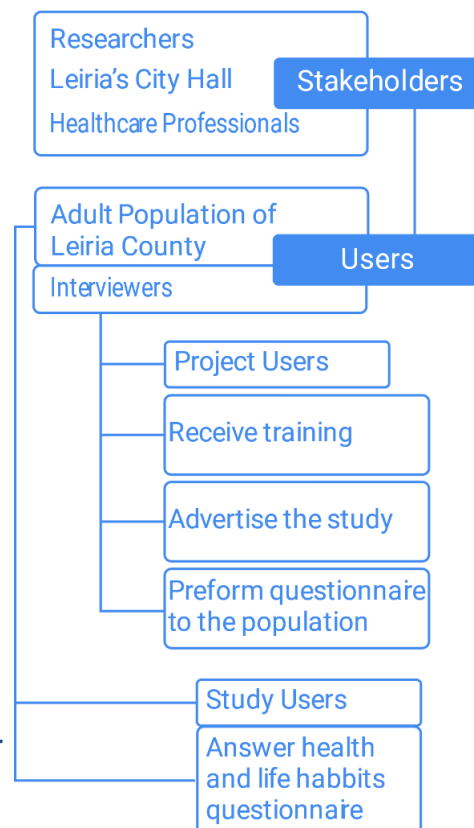 Researchers
Leiria's City Hall
Healthcare Professionals
Stakeholders
Adult Population of
Leiria County
Users
Interviewers
Project Users
Receive training
Advertise the study
Preform questionnaire
to the population
Study Users
Answer health
and life habbits
questionnaire